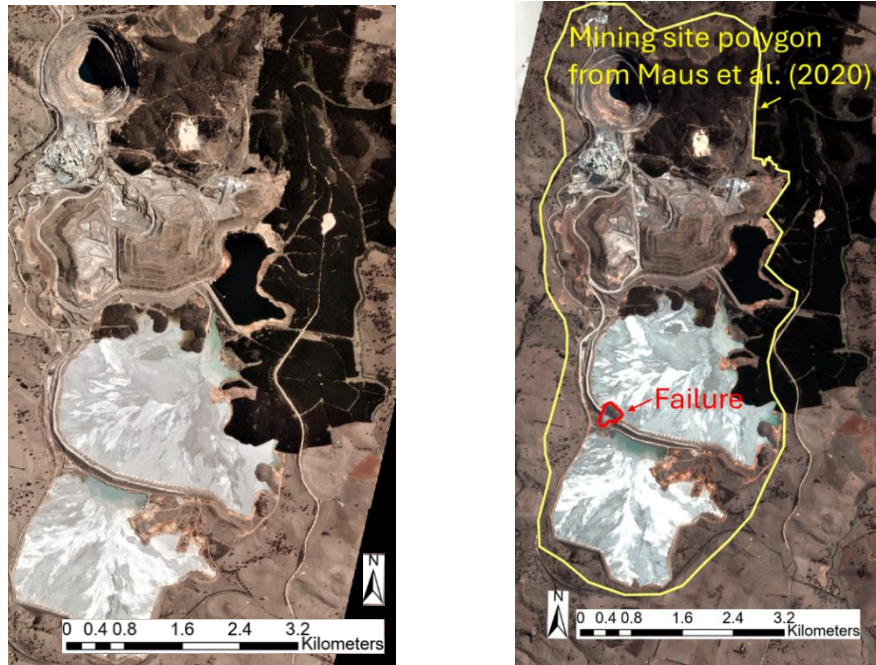 N
0 0.4 0.8 1.6 2.4 3.2
Kilometers
Mining site polygon
from Maus et al. (2020)
Failure
N
0 0.4 0.8 1.6 2.4 3.2
Kilometers